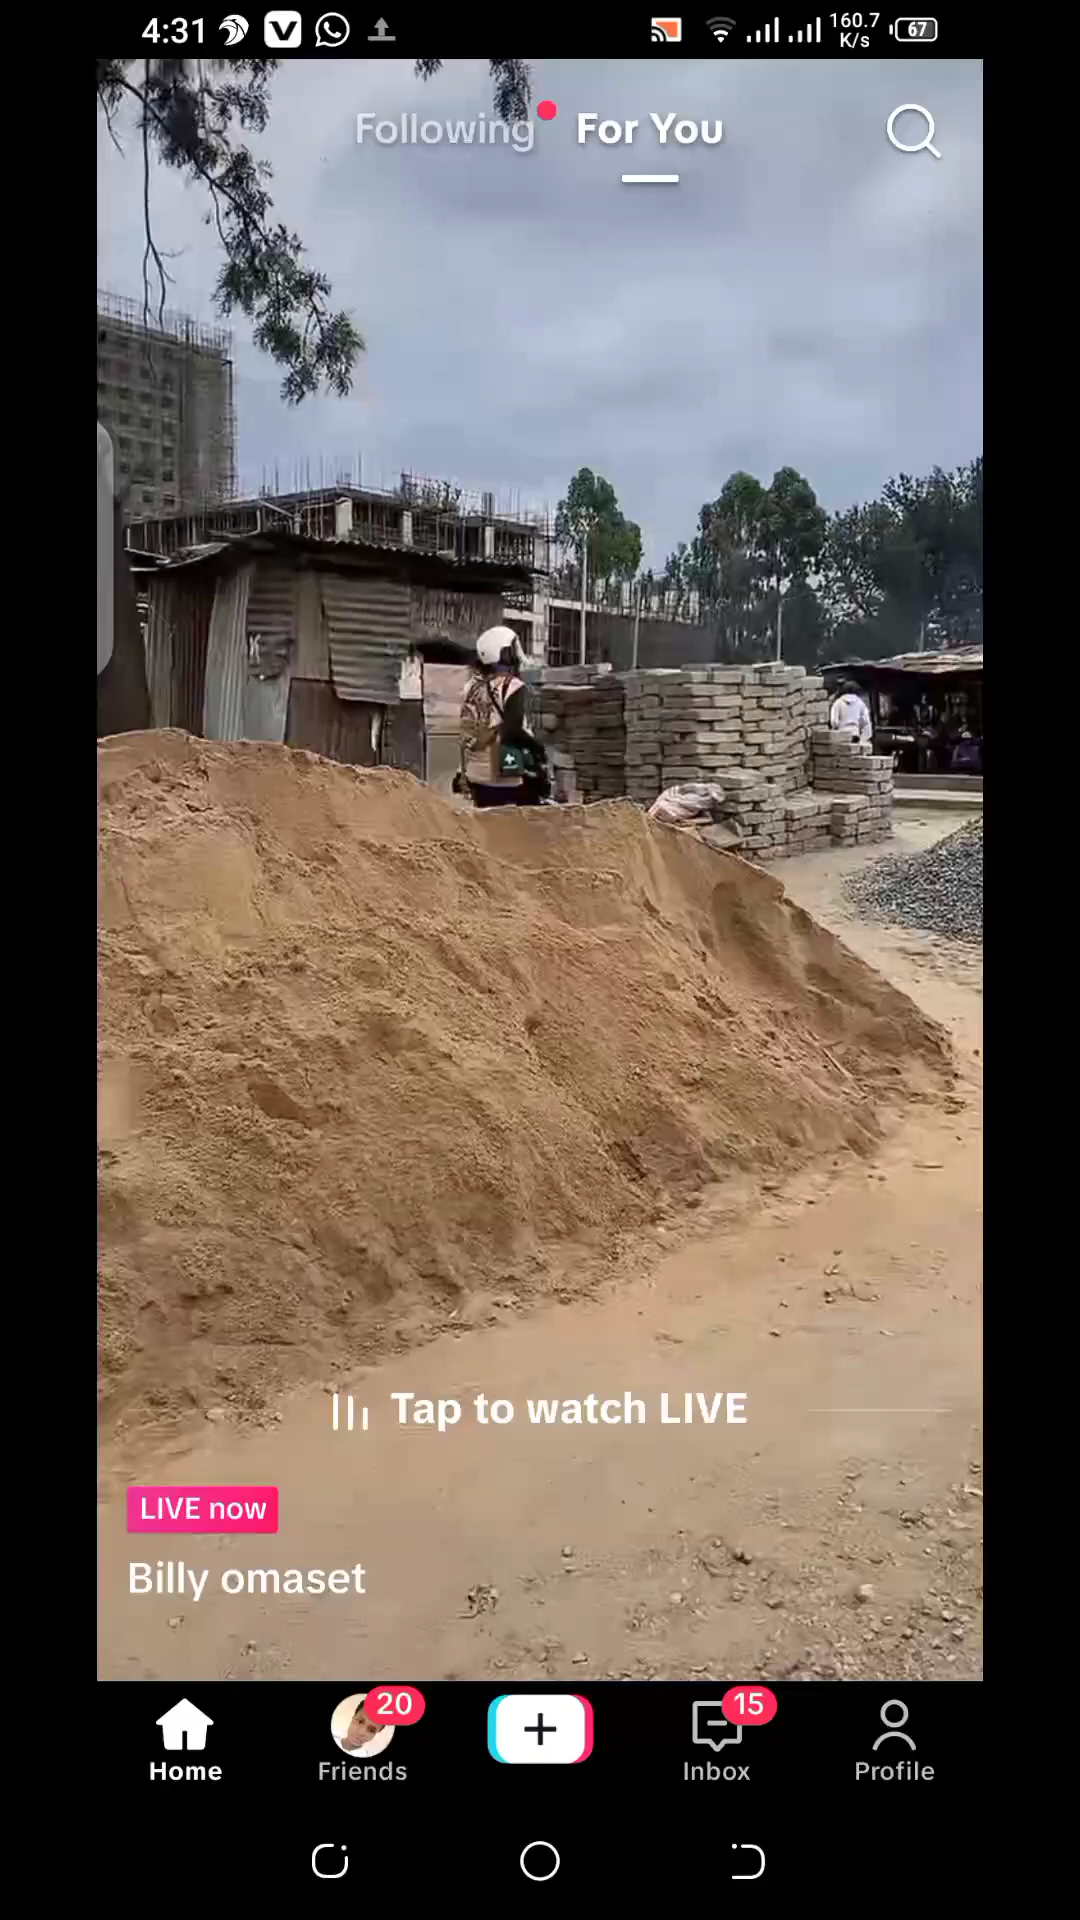 4:31
160.7
K/s
67
Following
For You
Tap to watch LIVE
LIVE now
Billy omaset
20
15
Home
Friends
Inbox
Profile